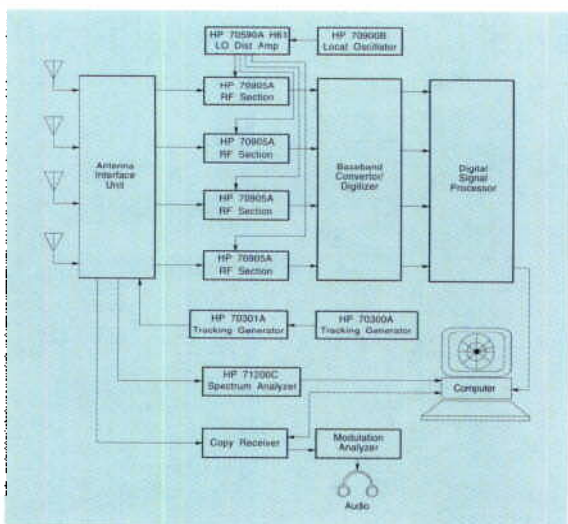 HP 70590A H61
LO Dist Amp
HP 70900B
Local Oscillator
HP 70905A
RF Section
HP 70905A
RF Section
HP 70905A
RF Section
HP 70905A
RF Section
Antenna
Interface
Unit
Baseband
Convertor/
Digitizer
Digital
Signal
Processor
HP 70301A
Tracking Generator
HP 70300A
Tracking Generator
HP 71200C
Spectrum Analyzer
Computer
Copy Receiver
Modulation
Analyzer
Audio